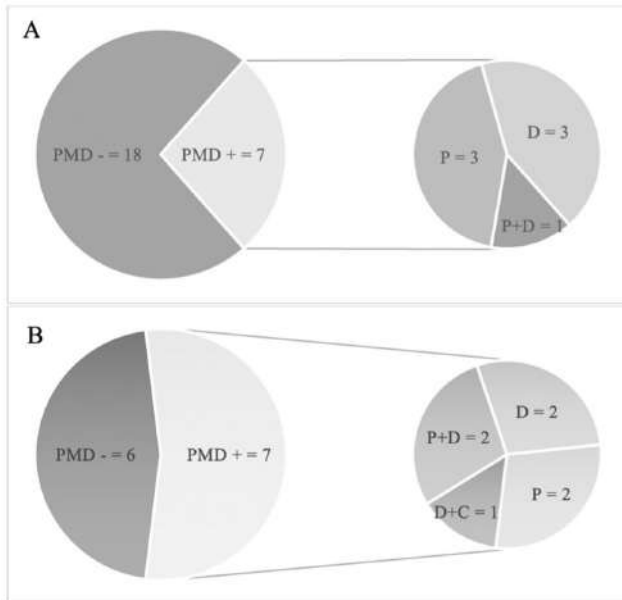 A
PMD - = 18
PMD + = 7
P = 3
D = 3
P+D = 1
B
PMD - = 6
PMD + = 7
P+D = 2
D = 2
D+C = 1
P = 2